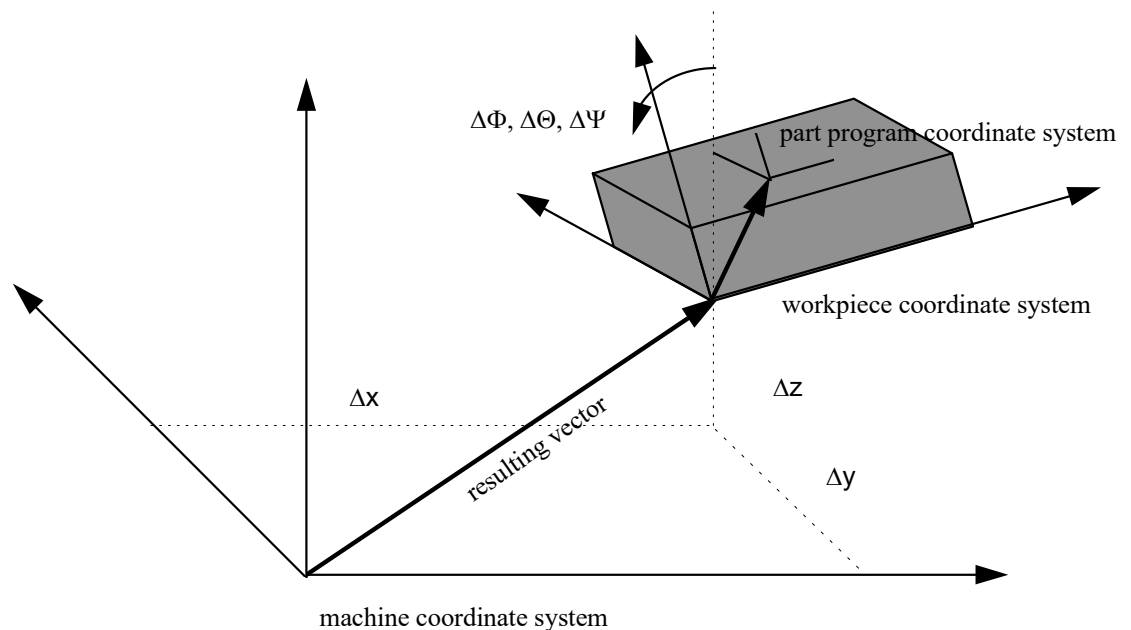 ΔΦ, ΔΘ, ΔΨ
part program coordinate system
workpiece coordinate system
Δx
Δz
resulting vector
Δy
machine coordinate system